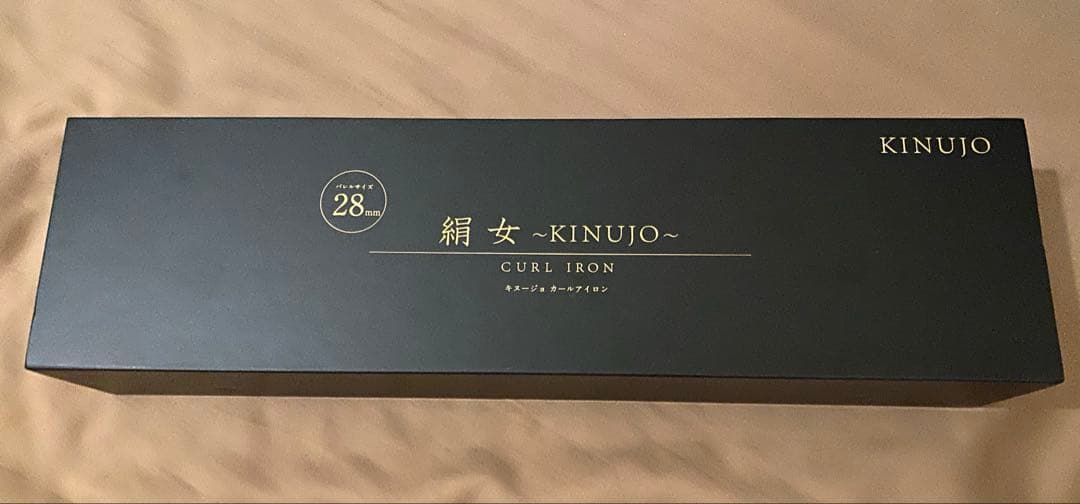 KINUJO
バレルサイズ
28mm
絹女 ~KINUJO~
CURL IRON
キヌージョ カールアイロン